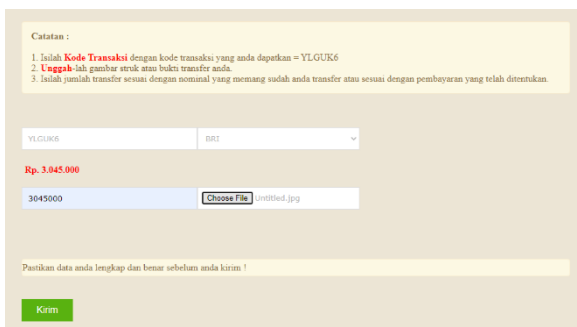 Catatan :
1. Isilah Kode Transaksi dengan kode transaksi yang anda dapatkan = YLGUK6
2. Unggah-lah gambar struk atau bukti transfer anda.
3. Isilah jumlah transfer sesuai dengan nominal yang memang sudah anda transfer atau sesuai dengan pembayaran yang telah ditentukan.
YLGUK6 BRI
Rp. 3.045.000
3045000 Choose File Untitled.jpg
Pastikan data anda lengkap dan benar sebelum anda kirim !
Kirim